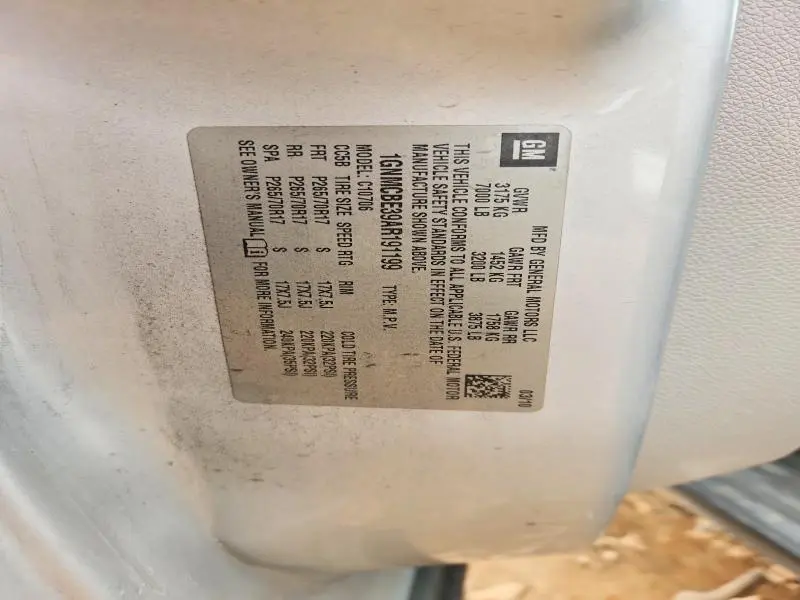 GM
MFD BY GENERAL MOTORS LLC
03/10
GVWR GAWR FRT GAWR RR
3175 KG 1452 KG 1758 KG
7000 LB 3200 LB 3875 LB
THIS VEHICLE CONFORMS TO ALL APPLICABLE U.S. FEDERAL MOTOR
VEHICLE SAFETY STANDARDS IN EFFECT ON THE DATE OF
MANUFACTURE SHOWN ABOVE.
1GNMCBE39AR191199 TYPE: M.P.V.
MODEL: C10706
CC5B TIRE SIZE SPEED RTG RIM COLD TIRE PRESSURE
FRT P265/70R17 S 17X7.5J 220KPA(32PSI)
RR P265/70R17 S 17X7.5J 220KPA(32PSI)
SPA P265/70R17 S 17X7.5J 240KPA(35PSI)
SEE OWNER'S MANUAL FOR MORE INFORMATION.